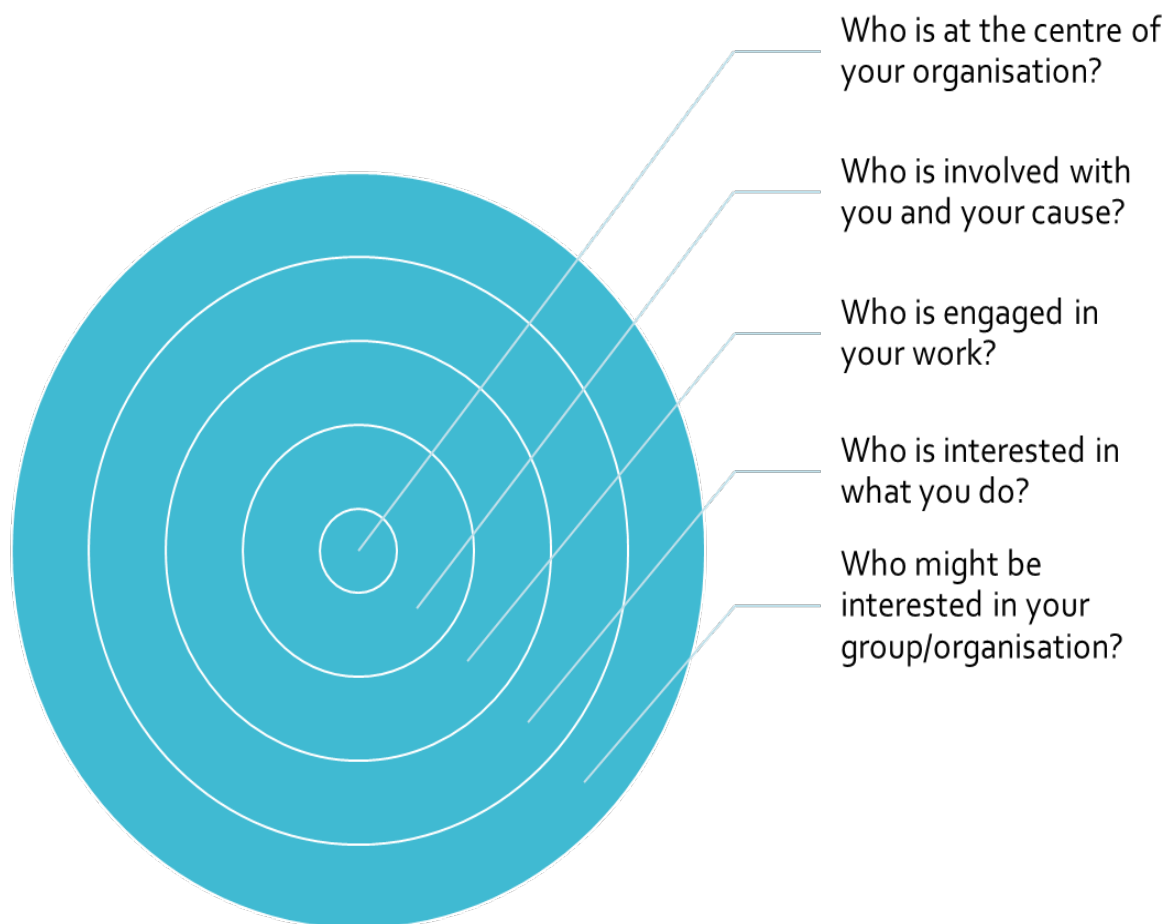 Who is at the centre of
your organisation?
Who is involved with
you and your cause?
Who is engaged in
your work?
Who is interested in
what you do?
Who might be
interested in your
group/organisation?